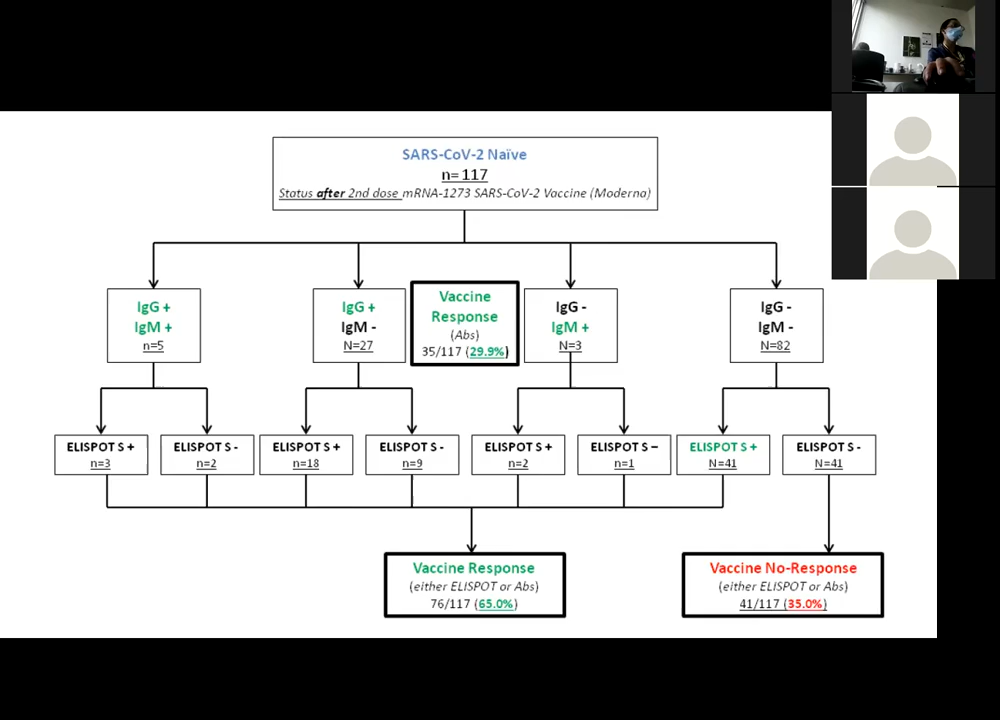 SARS-CoV-2 Naïve
n= 117
Status after 2nd dose mRNA-1273 SARS-CoV-2 Vaccine (Moderna)
IgG +
IgM +
n=5
IgG +
IgM -
N=27
Vaccine
Response
(Abs)
35/117 (29.9%)
IgG -
IgM +
N=3
IgG -
IgM -
N=82
ELISPOT S +
n=3
ELISPOT S -
n=2
ELISPOT S +
n=18
ELISPOT S -
n=9
ELISPOT S +
n=2
ELISPOT S –
n=1
ELISPOT S +
N=41
ELISPOT S -
N=41
Vaccine Response
(either ELISPOT or Abs)
76/117 (65.0%)
Vaccine No-Response
(either ELISPOT or Abs)
41/117 (35.0%)